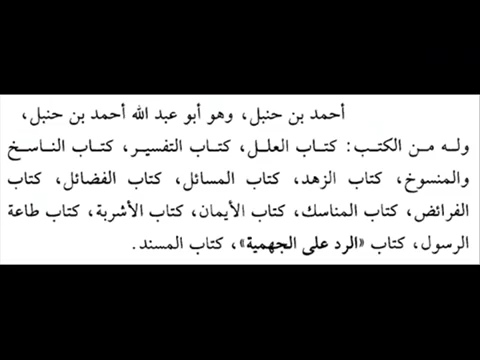 أحمد بن حنبل، وهو أبو عبد الله أحمد بن حنبل،
وله من الكتب: كتاب العلل، كتاب التفسير، كتاب الناسخ
والمنسوخ، كتاب الزهد، كتاب المسائل، كتاب الفضائل، كتاب
الفرائض، كتاب المناسك، كتاب الأيمان، كتاب الأشربة، كتاب طاعة
الرسول، كتاب «الرد على الجهمية»، كتاب المسند.